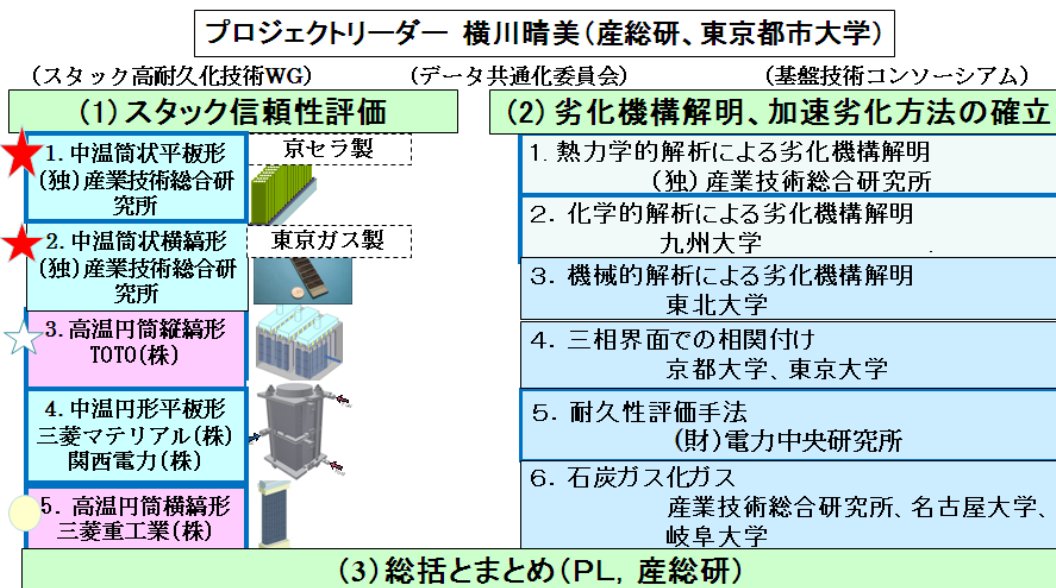 プロジェクトリーダー 横川晴美(産総研、東京都市大学)
(スタック高耐久化技術WG)
(データ共通化委員会)
(基盤技術コンソーシアム)
(1)スタック信頼性評価
1.中温筒状平板形
(独)産業技術総合研
究所
京セラ製
2.中温筒状横縞形
(独)産業技術総合研
究所
東京ガス製
3.高温円筒縦縞形
TOTO(株)
4.中温円形平板形
三菱マテリアル(株)
関西電力(株)
5. 高温円筒横縞形
三菱重工業(株)
(2)劣化機構解明、加速劣化方法の確立
1.熱力学的解析による劣化機構解明
(独)産業技術総合研究所
2. 化学的解析による劣化機構解明
九州大学
3. 機械的解析による劣化機構解明
東北大学
4. 三相界面での相関付け
京都大学、東京大学
5. 耐久性評価手法
(財)電力中央研究所
6. 石炭ガス化ガス
産業技術総合研究所、名古屋大学、
岐阜大学
(3)総括とまとめ(PL, 産総研)